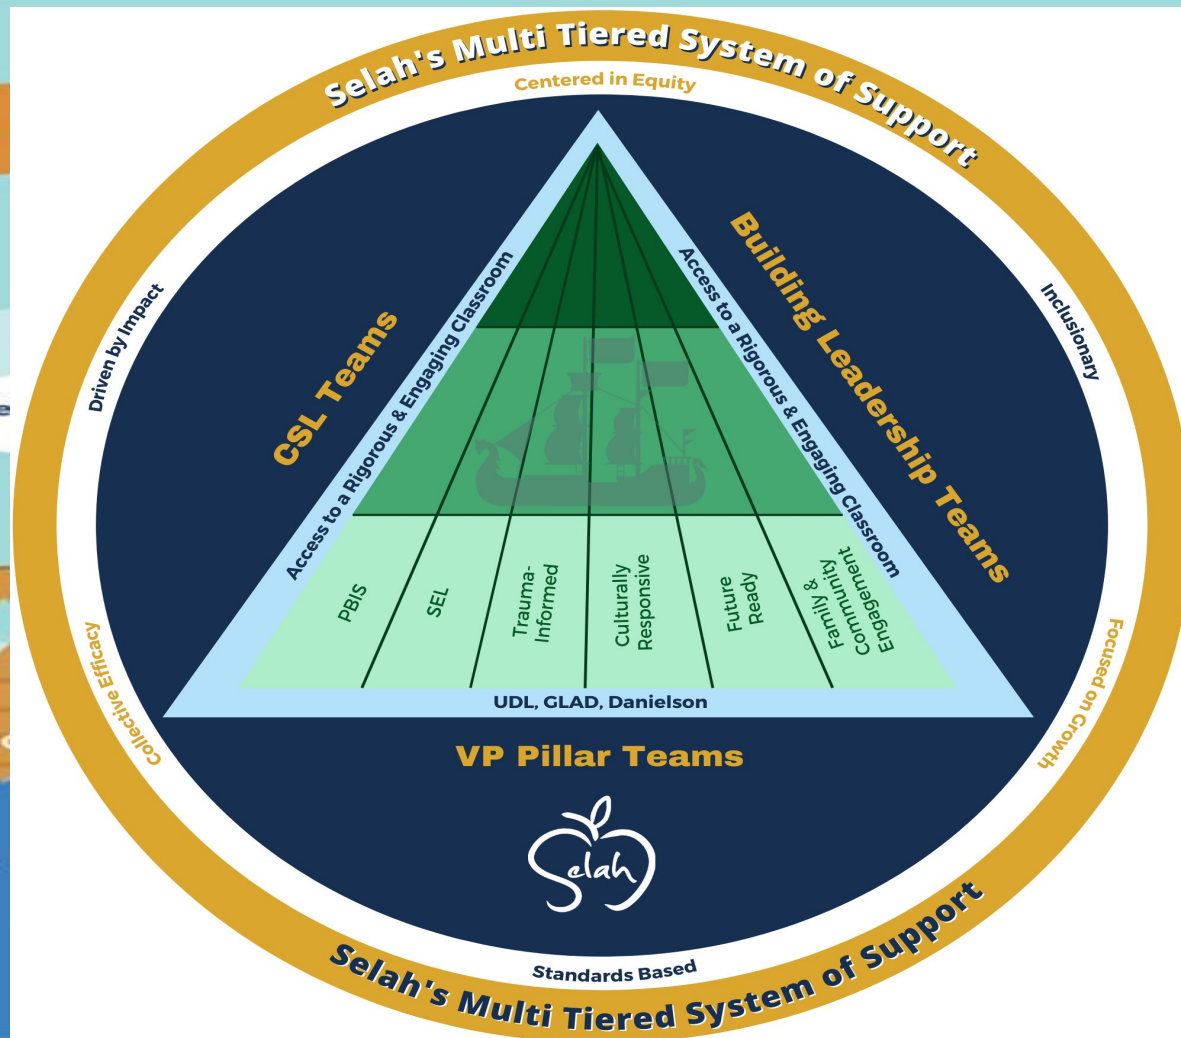 Selah's Multi Tiered System of Support
Centered in Equity
Driven by Impact
Inclusionary
CSL Teams
Building Leadership Teams
Access to a Rigorous & Engaging Classroom
Access to a Rigorous & Engaging Classroom
PBIS
SEL
Trauma-
Informed
Culturally
Responsive
Future
Ready
Family &
Community
Engagement
UDL, GLAD, Danielson
Collective Efficacy
Focused on Growth
VP Pillar Teams
Selah
Standards Based
Selah's Multi Tiered System of Support